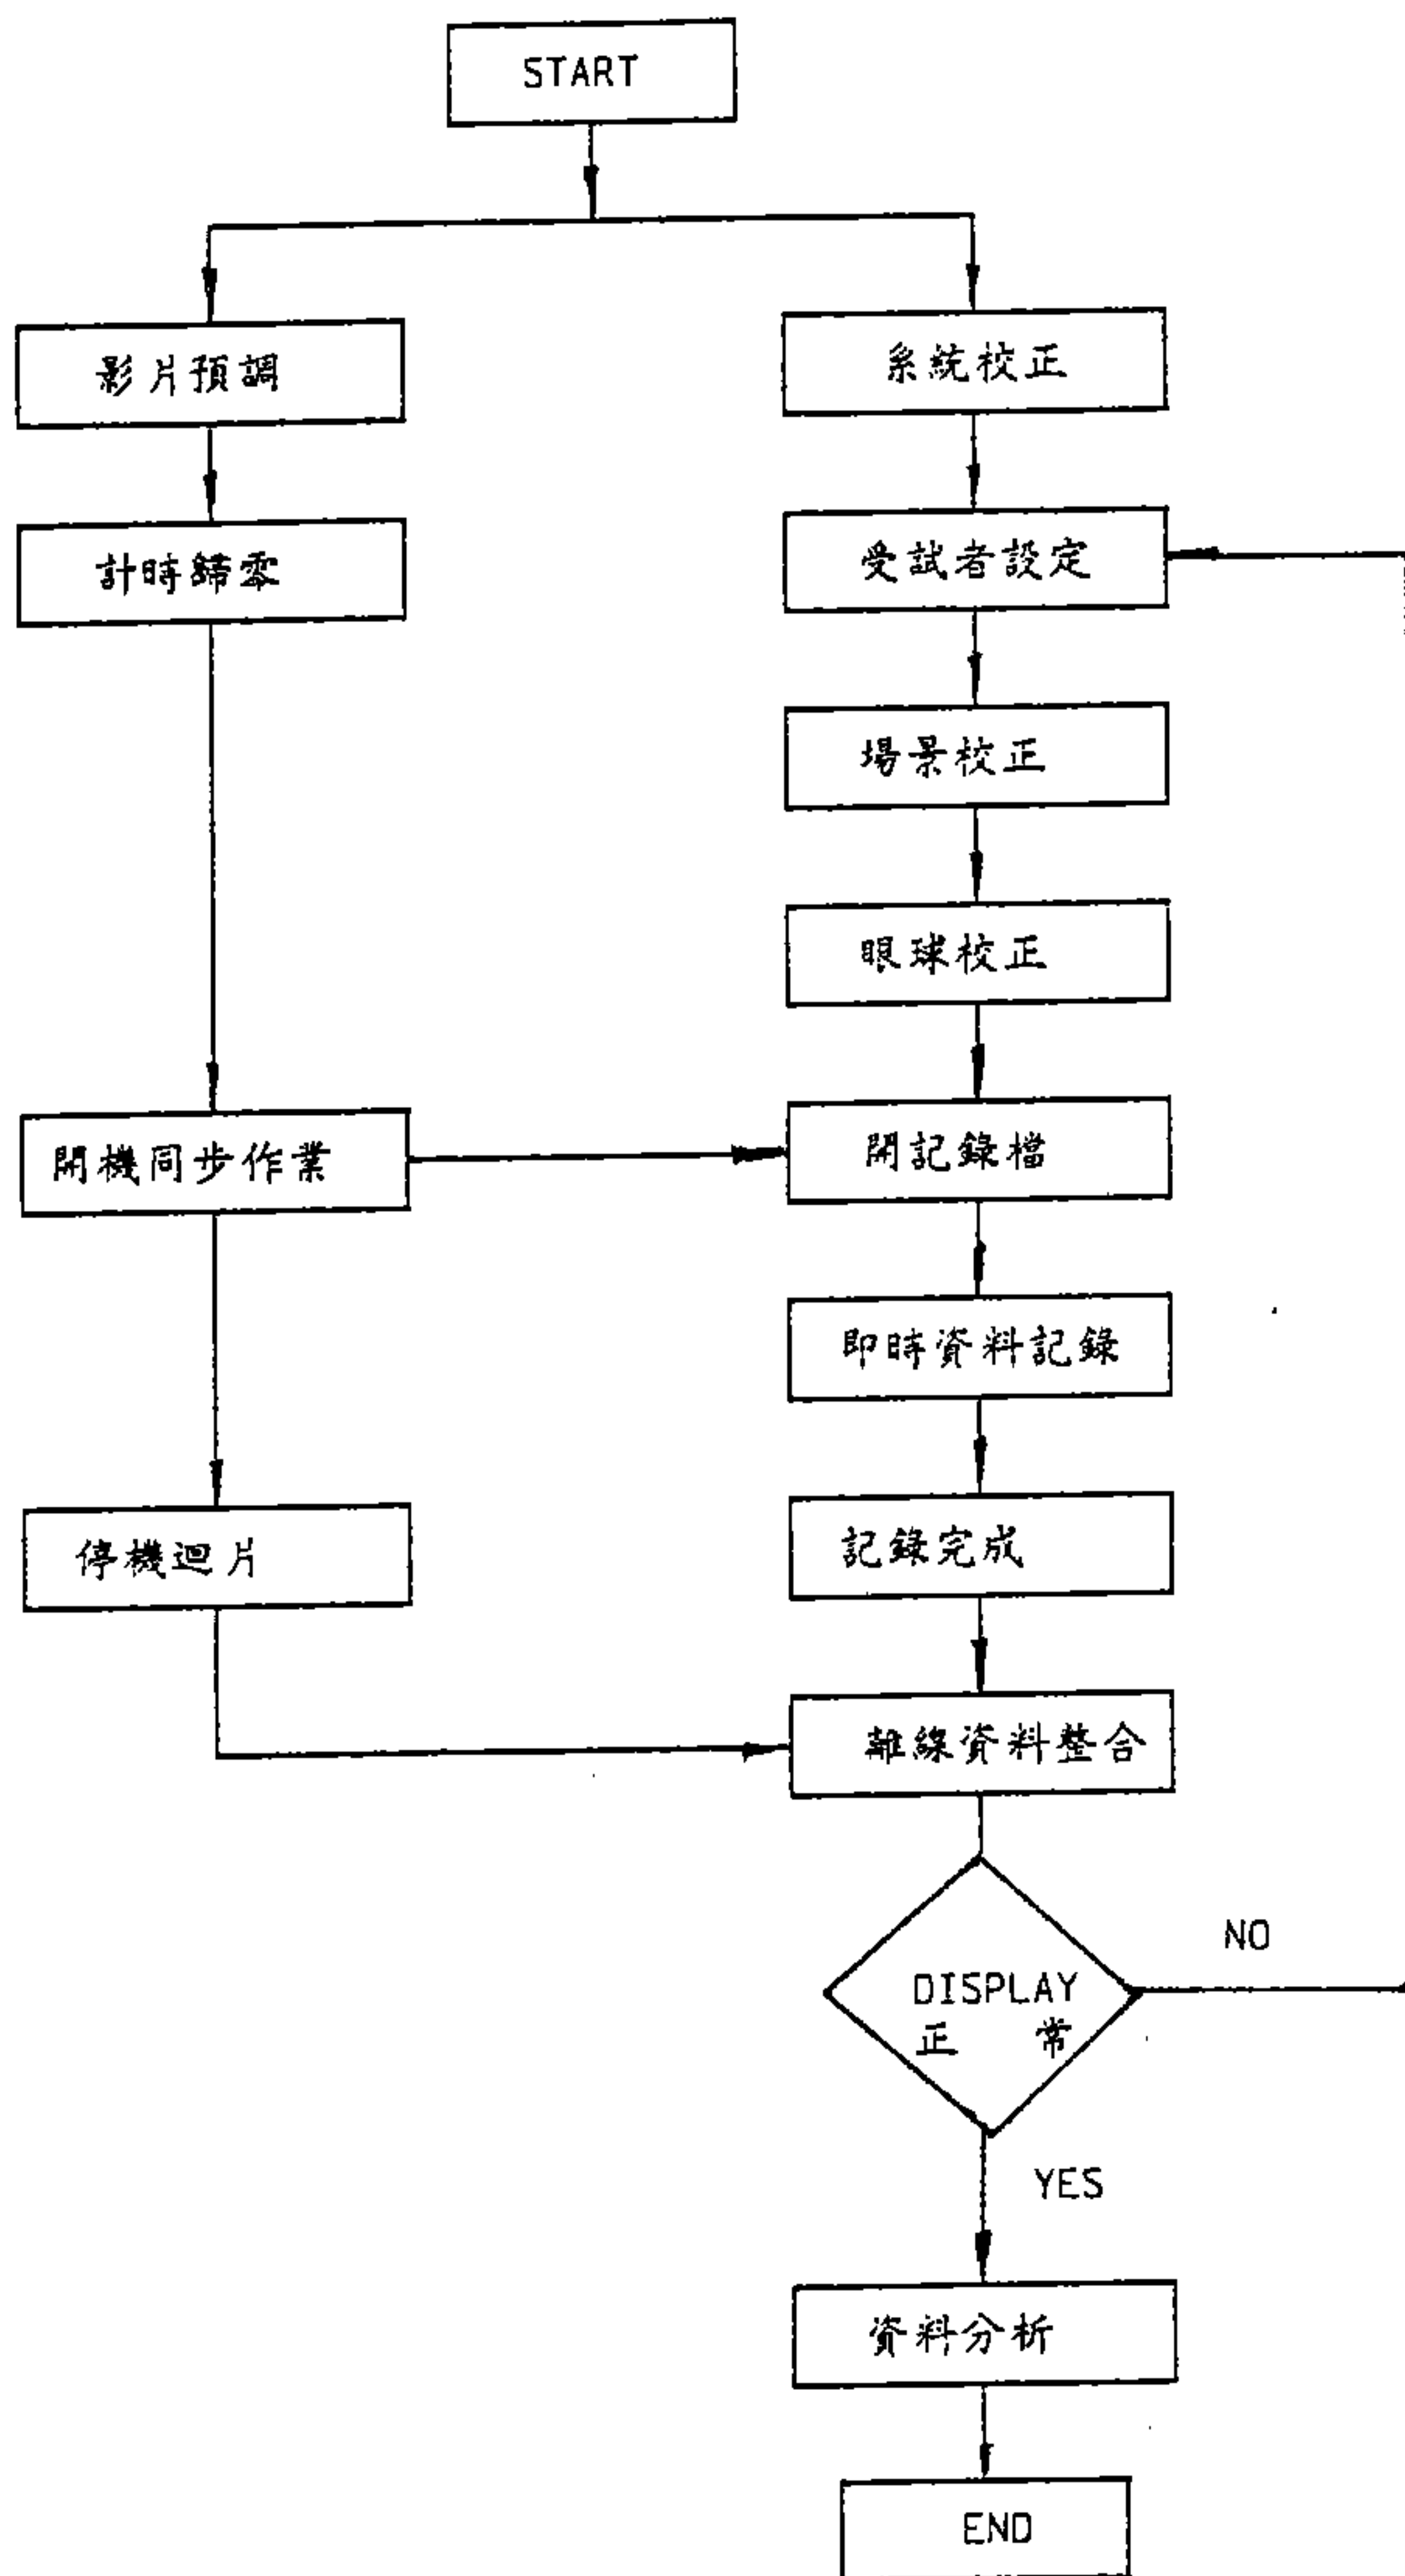 START
影片預調
系統校正
計時歸零
受試者設定
場景校正
眼球校正
開機同步作業
開記錄檔
即時資料記錄
停機迴片
記錄完成
離線資料整合
NO
DISPLAY
正 常
YES
資料分析
END